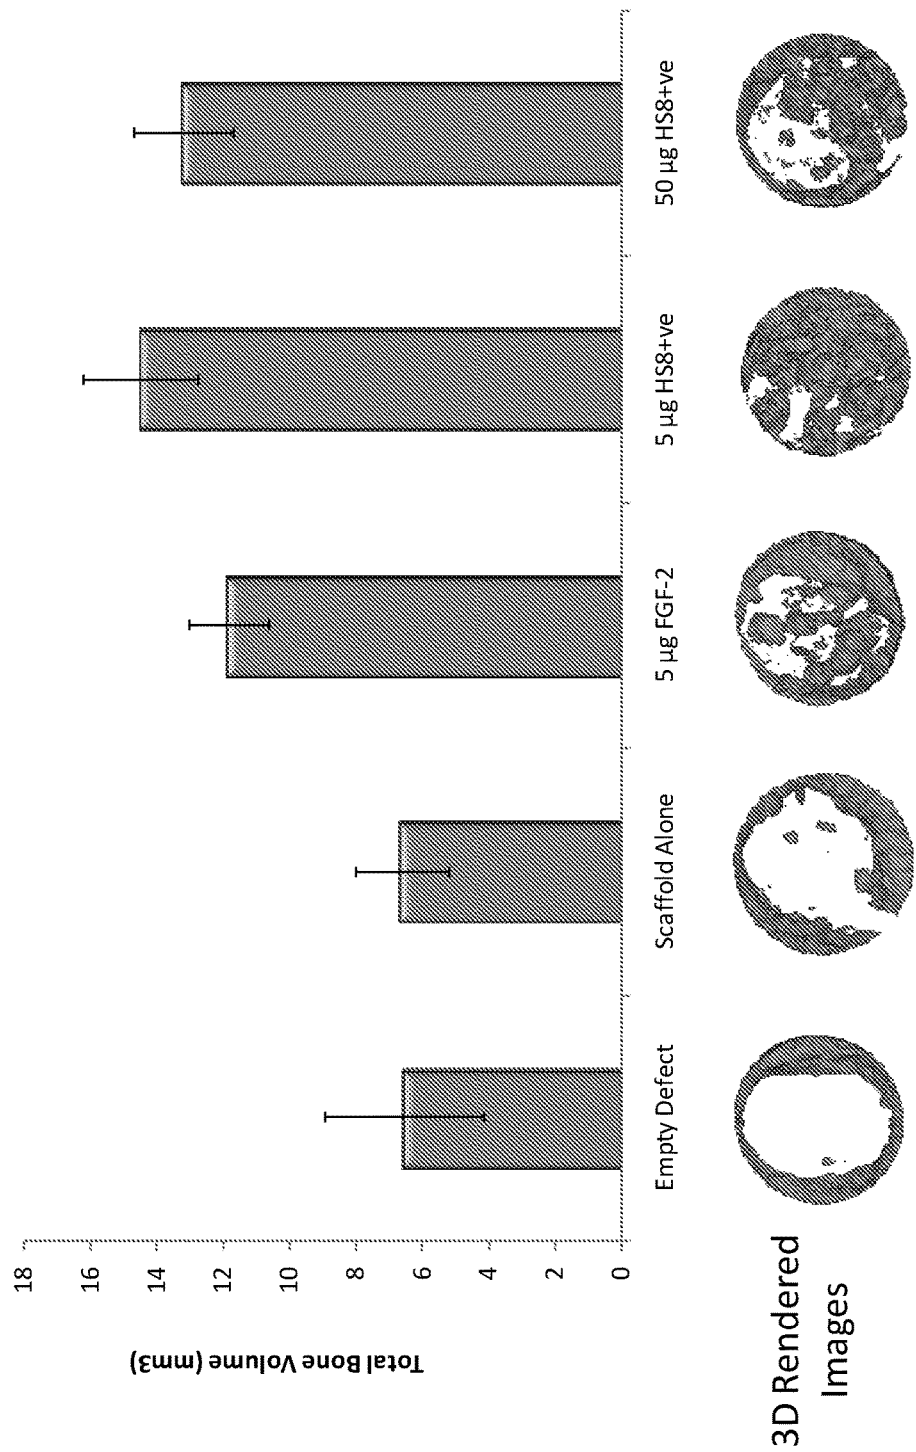 Total Bone Volume (mm3)
18
16
14
12
10
8
6
4
2
0
Empty Defect
Scaffold Alone
5 µg FGF-2
5 µg HS8+ve
50 µg HS8+ve
3D Rendered
Images